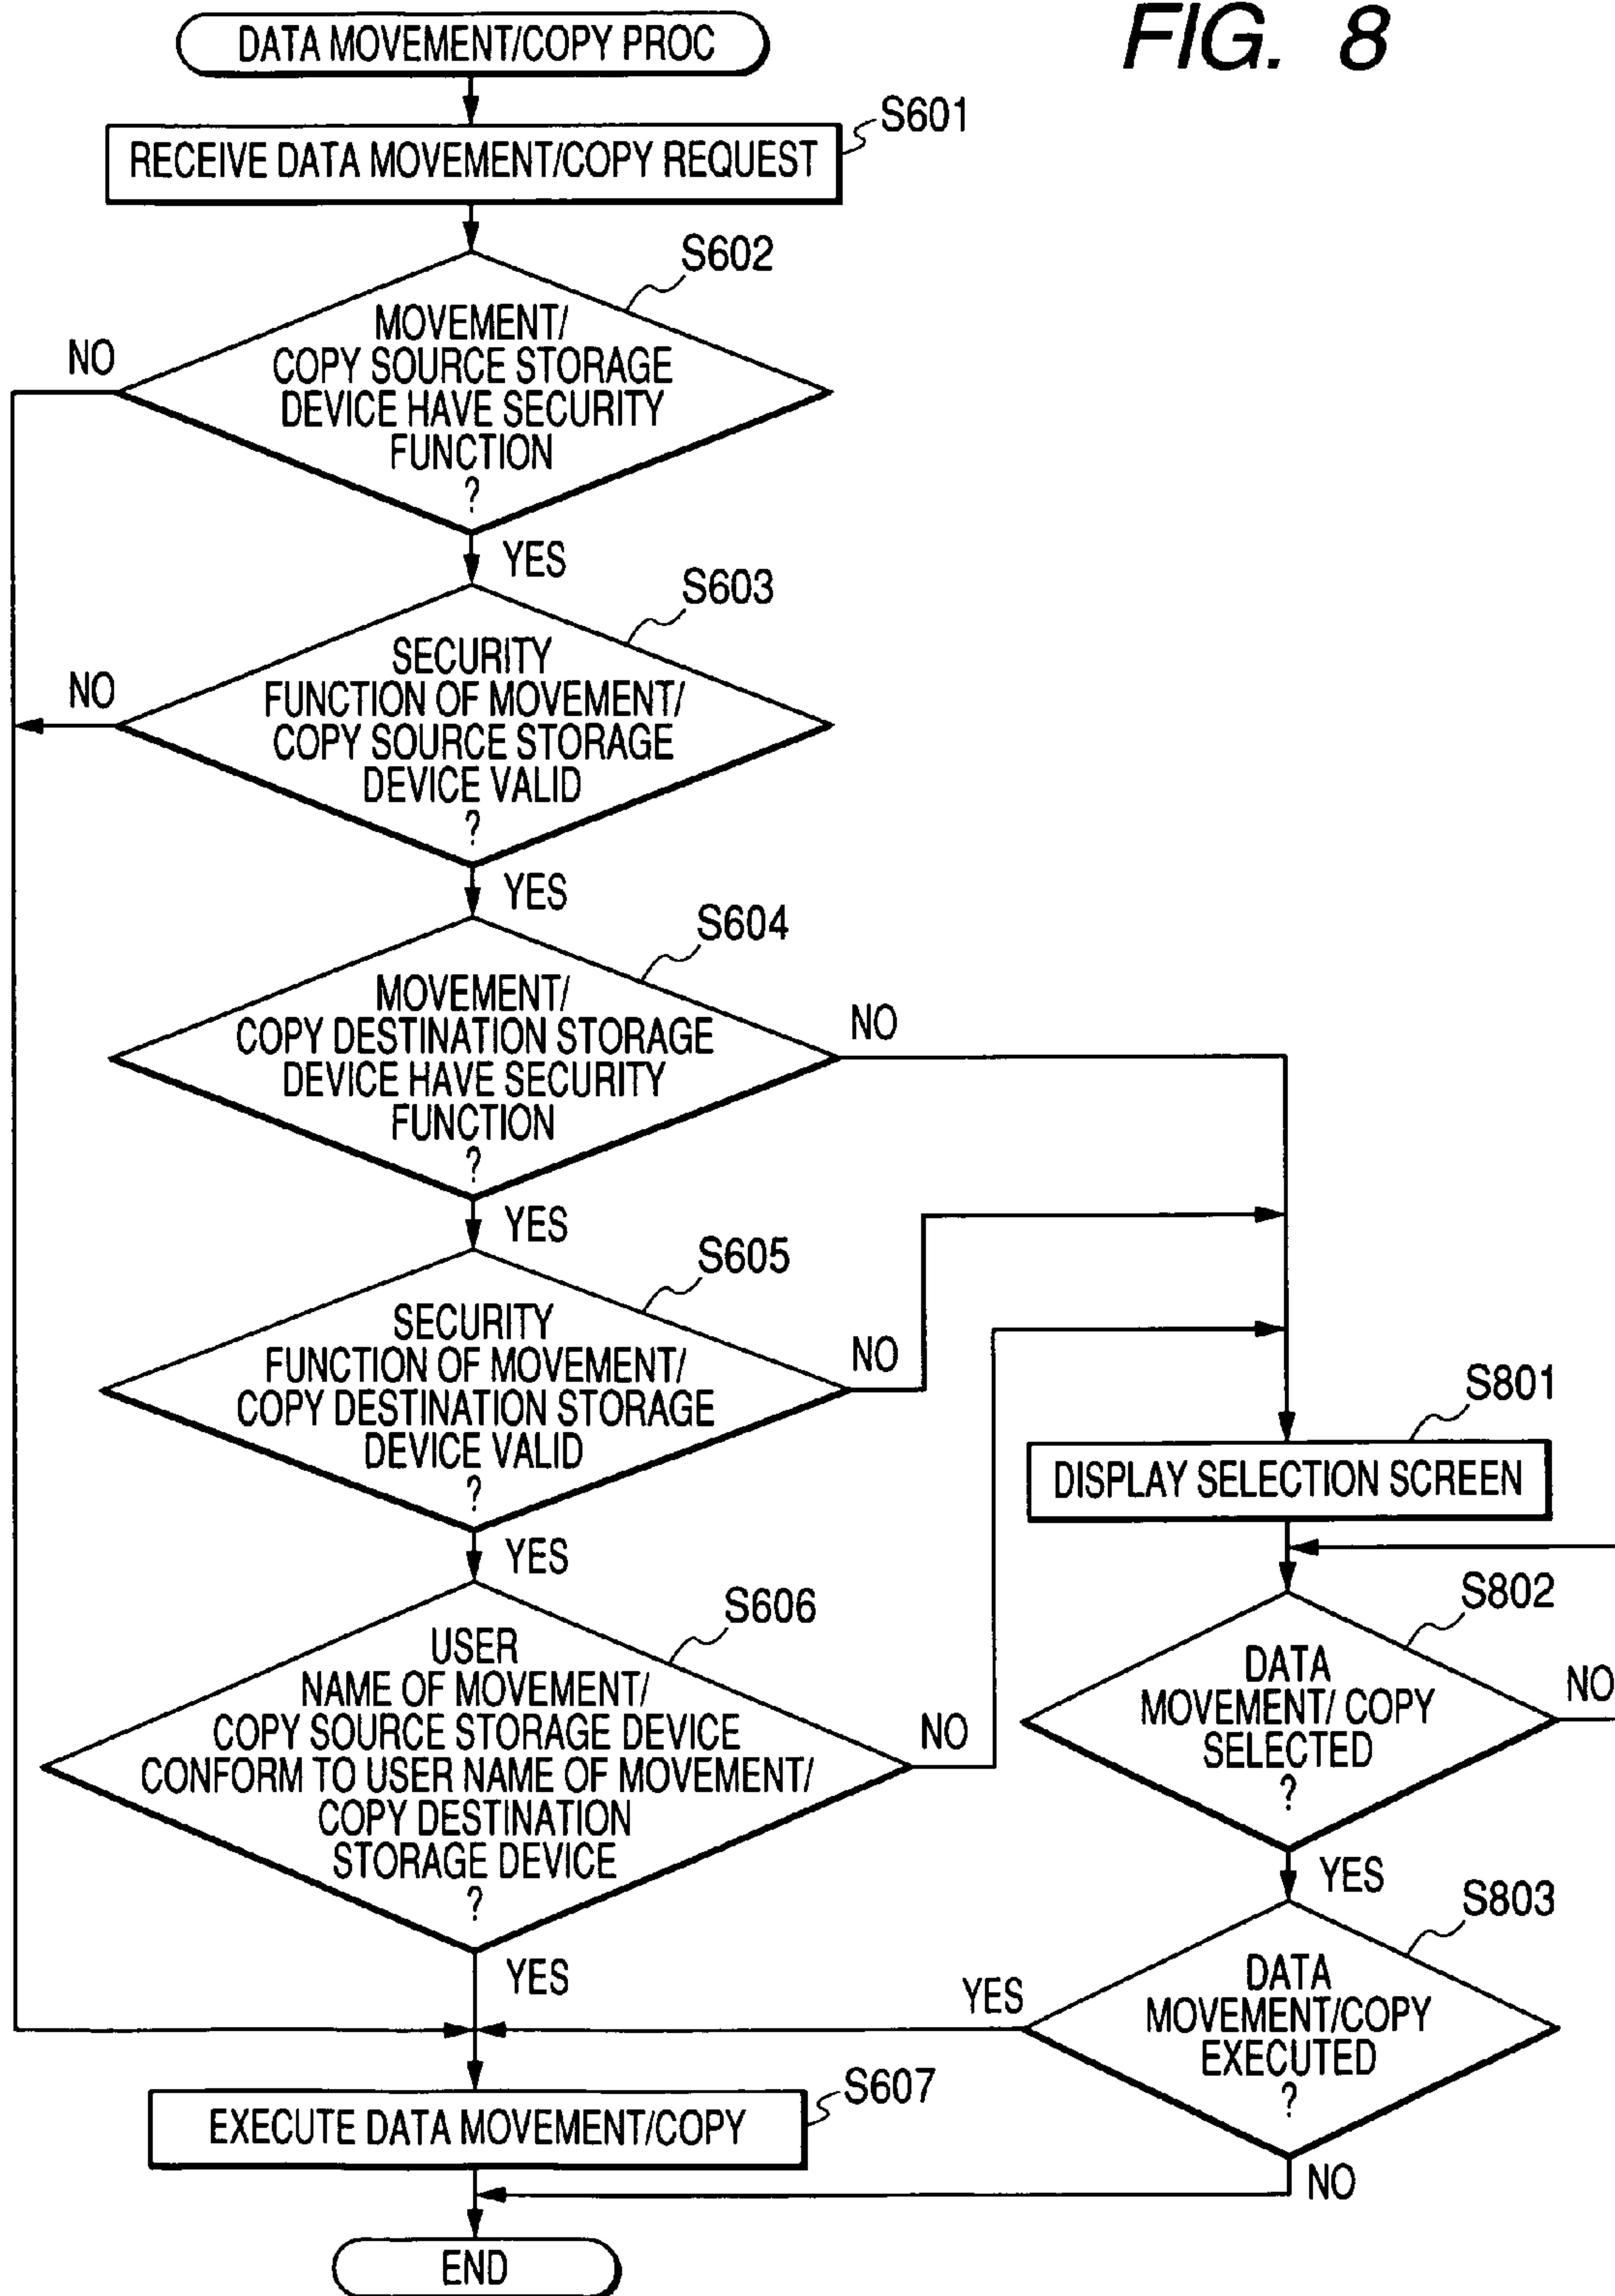 FIG. 8
DATA MOVEMENT/COPY PROC
S601
RECEIVE DATA MOVEMENT/COPY REQUEST
S602
MOVEMENT/
COPY SOURCE STORAGE
DEVICE HAVE SECURITY
FUNCTION
?
NO
YES
S603
SECURITY
FUNCTION OF MOVEMENT/
COPY SOURCE STORAGE
DEVICE VALID
?
NO
YES
S604
MOVEMENT/
COPY DESTINATION STORAGE
DEVICE HAVE SECURITY
FUNCTION
?
NO
YES
S605
SECURITY
FUNCTION OF MOVEMENT/
COPY DESTINATION STORAGE
DEVICE VALID
?
NO
YES
S606
USER
NAME OF MOVEMENT/
COPY SOURCE STORAGE DEVICE
CONFORM TO USER NAME OF MOVEMENT/
COPY DESTINATION
STORAGE DEVICE
?
NO
YES
S801
DISPLAY SELECTION SCREEN
S802
DATA
MOVEMENT/ COPY
SELECTED
?
NO
YES
S803
DATA
MOVEMENT/COPY
EXECUTED
?
YES
NO
S607
EXECUTE DATA MOVEMENT/COPY
END